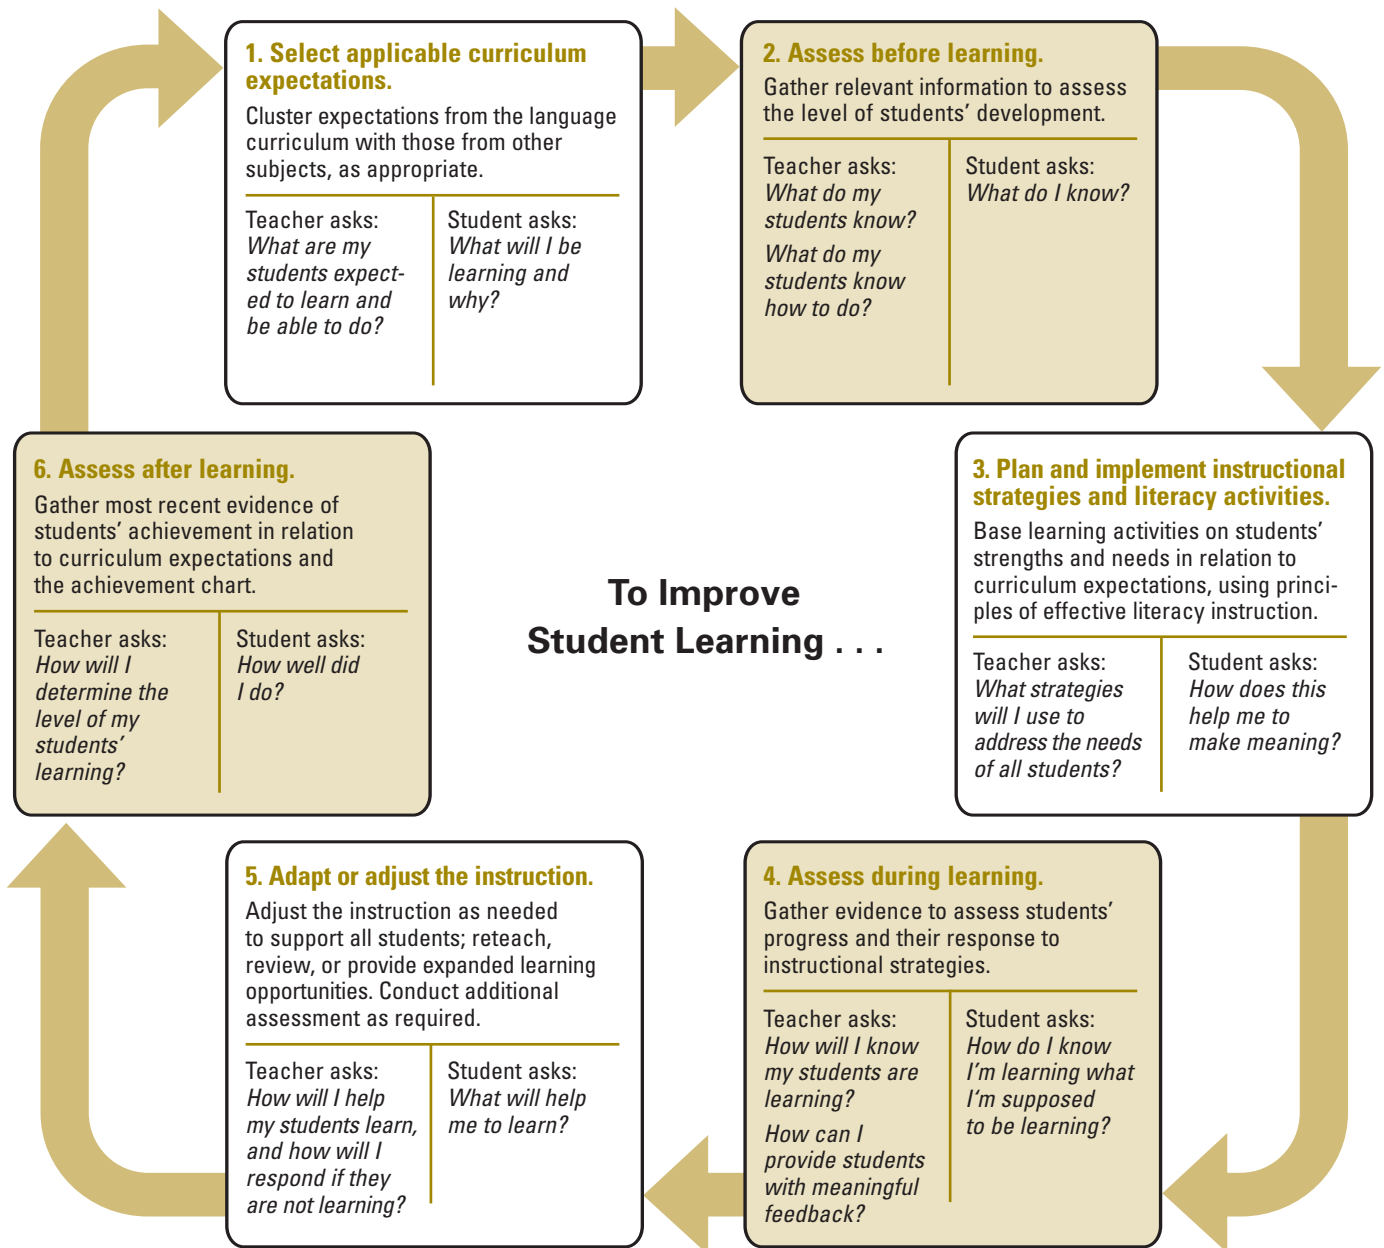 1. Select applicable curriculum
expectations.
Cluster expectations from the language
curriculum with those from other
subjects, as appropriate.
Teacher asks:
What are my
students expect-
ed to learn and
be able to do?
Student asks:
What will I be
learning and
why?
2. Assess before learning.
Gather relevant information to assess
the level of students’ development.
Teacher asks:
What do my
students know?
What do my
students know
how to do?
Student asks:
What do I know?
3. Plan and implement instructional
strategies and literacy activities.
Base learning activities on students’
strengths and needs in relation to
curriculum expectations, using princi-
ples of effective literacy instruction.
Teacher asks:
What strategies
will I use to
address the needs
of all students?
Student asks:
How does this
help me to
make meaning?
4. Assess during learning.
Gather evidence to assess students’
progress and their response to
instructional strategies.
Teacher asks:
How will I know
my students are
learning?
How can I
provide students
with meaningful
feedback?
Student asks:
How do I know
I’m learning what
I‘m supposed
to be learning?
5. Adapt or adjust the instruction.
Adjust the instruction as needed
to support all students; reteach,
review, or provide expanded learning
opportunities. Conduct additional
assessment as required.
Teacher asks:
How will I help
my students learn,
and how will I
respond if they
are not learning?
Student asks:
What will help
me to learn?
6. Assess after learning.
Gather most recent evidence of
students’ achievement in relation
to curriculum expectations and
the achievement chart.
Teacher asks:
How will I
determine the
level of my
students’
learning?
Student asks:
How well did
I do?
To Improve
Student Learning . . .